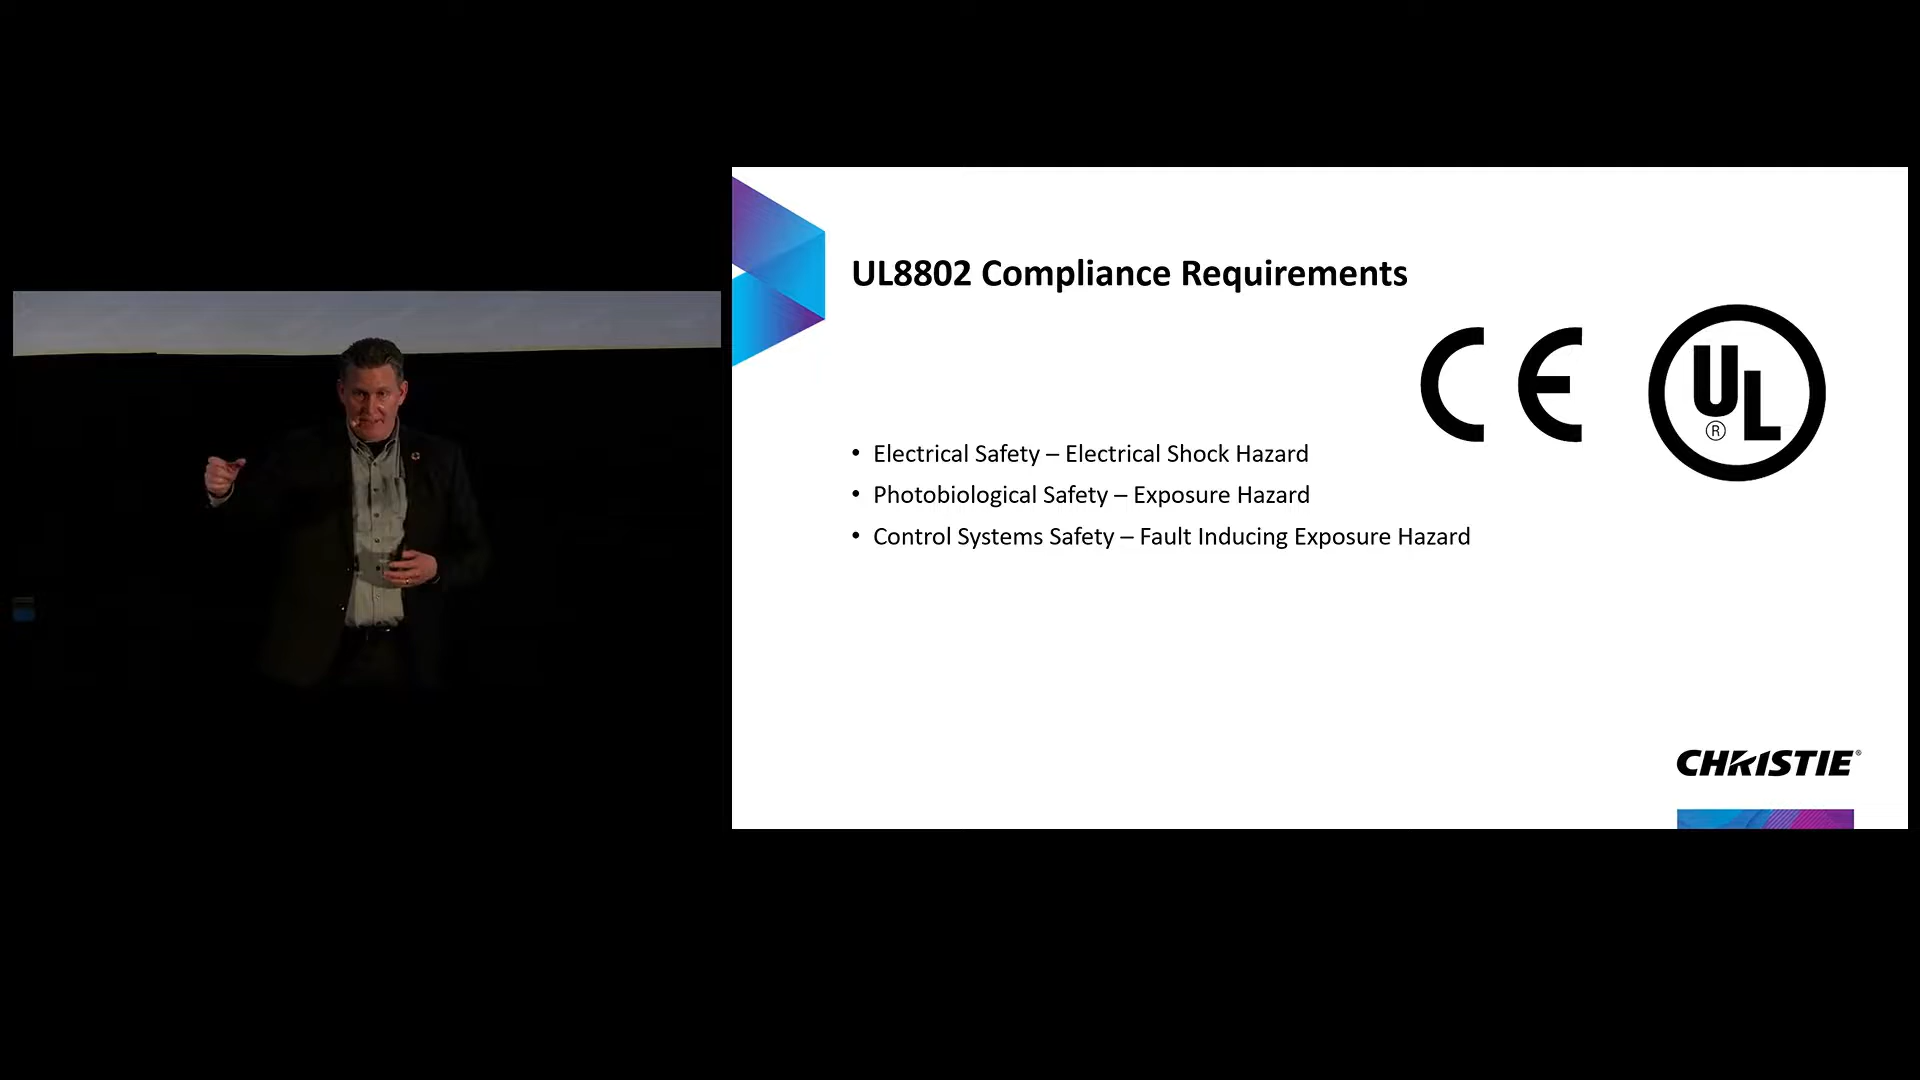 UL8802 Compliance Requirements
CE
UL
®
• Electrical Safety – Electrical Shock Hazard
• Photobiological Safety – Exposure Hazard
• Control Systems Safety – Fault Inducing Exposure Hazard
CHRISTIE®